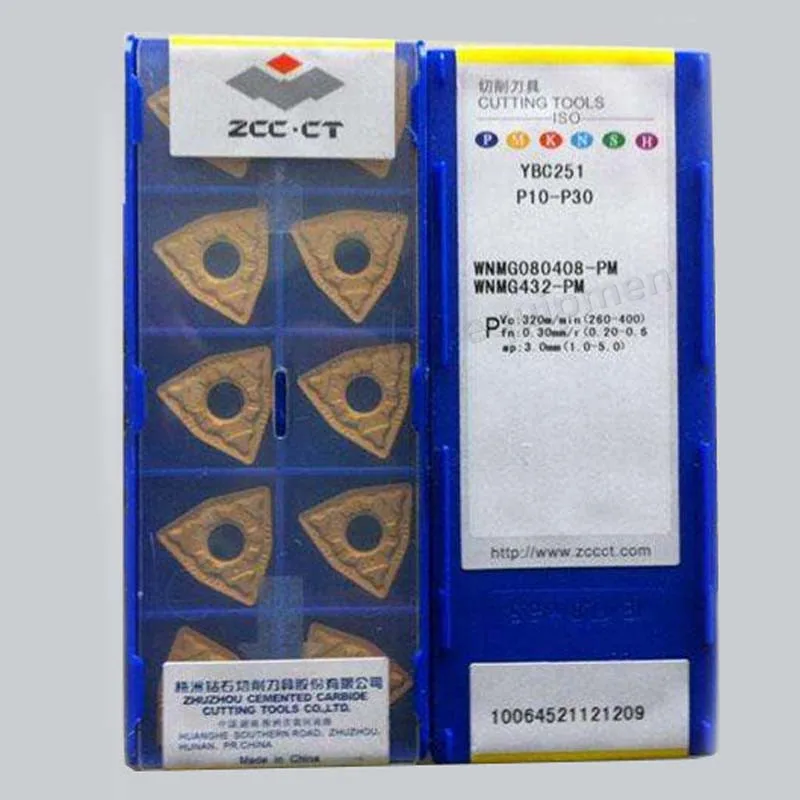 ZCC·CT
株洲钻石切削刀具股份有限公司
ZHUZHOU CEMENTED CARBIDE
CUTTING TOOLS CO.,LTD.
HUANGHE SOUTHERN ROAD, ZHUZHOU,
HUNAN, PR.CHINA
Made in China
切削刀具
CUTTING TOOLS
ISO
P M K N S H
YBC251
P10-P30
WNMG080408-PM
WNMG432-PM
equipmen
P
Vc:320m/min(260-400)
fn:0.30mm/r(0.20-0.6
ap:3.0mm(1.0-5.0)
http://www.zccct.com
10064521121209